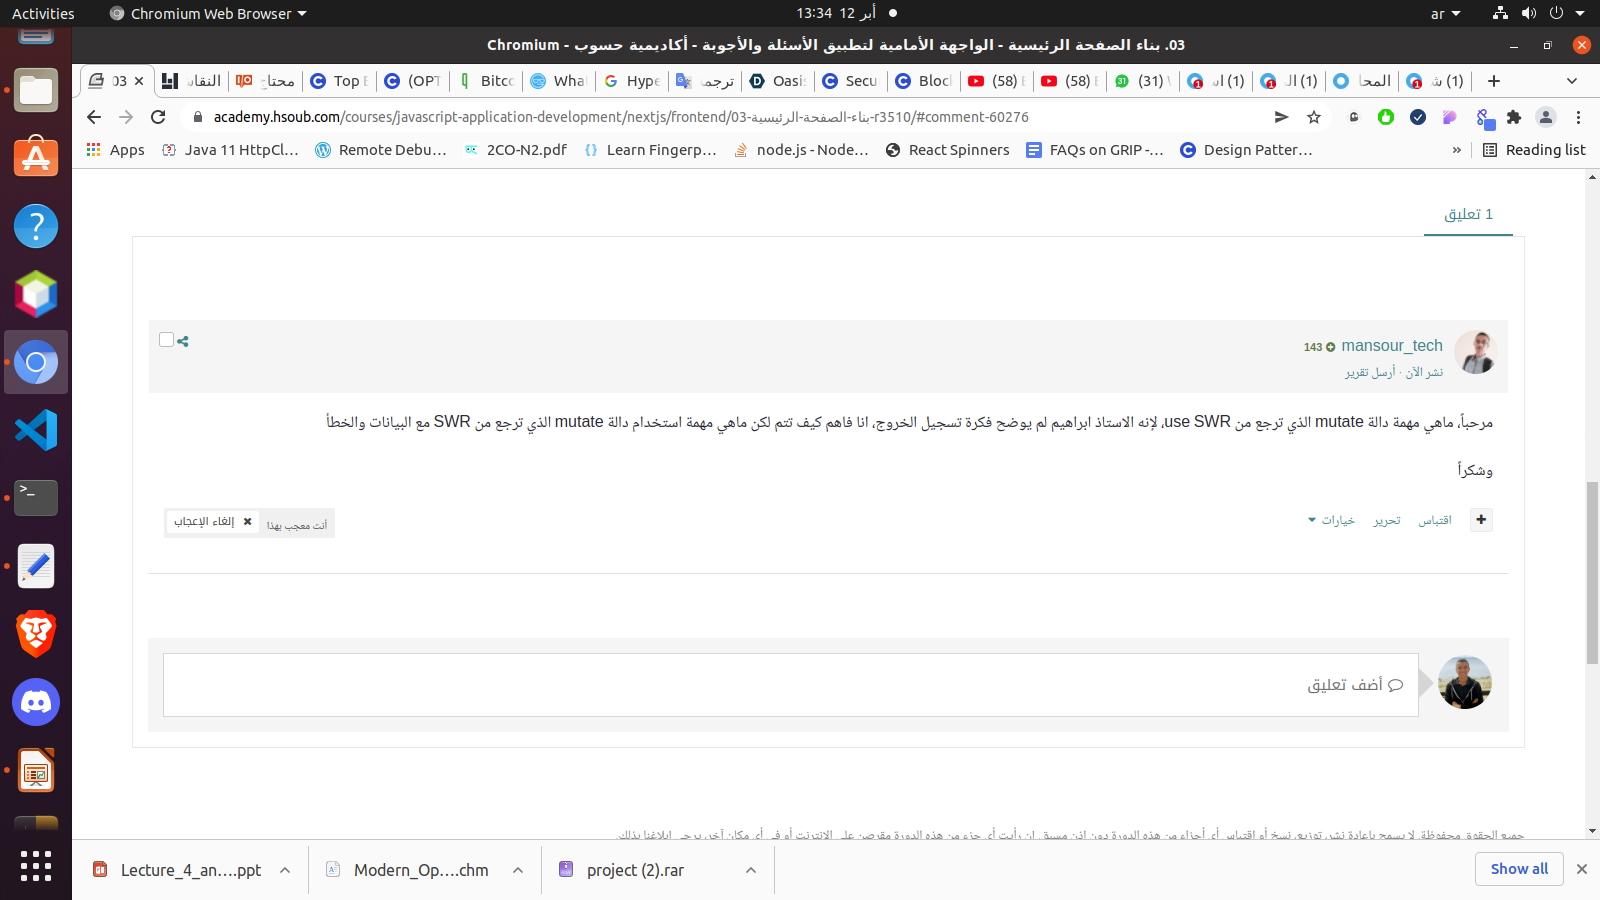 Activities
Chromium Web Browser
12 أبر 13:34
ar
03. بناء الصفحة الرئيسية - الواجهة الأمامية لتطبيق الأسئلة والأجوبة - أكاديمية حسوب - Chromium
03
النقاش
محتاج
Top
(OPT
Bitco
What
Hype
ترجمة
Oasis
Secu
Block
(58)
(58)
(31)
(1) اس
(1) ال
المحا
(1) ش
academy.hsoub.com/courses/javascript-application-development/nextjs/frontend/03-بناء-الصفحة-الرئيسية-r3510/#comment-60276
Apps
Java 11 HttpCl…
Remote Debu…
2CO-N2.pdf
Learn Fingerp…
node.js - Node…
React Spinners
FAQs on GRIP -…
Design Patter…
»
Reading list
1 تعليق
mansour_tech
143
نشر الآن · أرسل تقرير
مرحباً، ماهي مهمة دالة mutate الذي ترجع من use SWR، لإنه الاستاذ ابراهيم لم يوضح فكرة تسجيل الخروج، انا فاهم كيف تتم لكن ماهي مهمة استخدام دالة mutate الذي ترجع من SWR مع البيانات والخطأ
وشكراً
اقتباس
تحرير
خيارات
أنت معجب بهذا
إلغاء الإعجاب
أضف تعليق
جميع الحقوق محفوظة. لا يسمح بإعادة نشر، توزيع، نسخ أو اقتباس أي أجزاء من هذه الدورة دون إذن مسبق. إن رأيت أي جزء من هذه الدورة مقرصن على الإنترنت أو في أي مكان آخر، يرجى إبلاغنا بذلك.
Lecture_4_an....ppt
Modern_Op....chm
project (2).rar
Show all